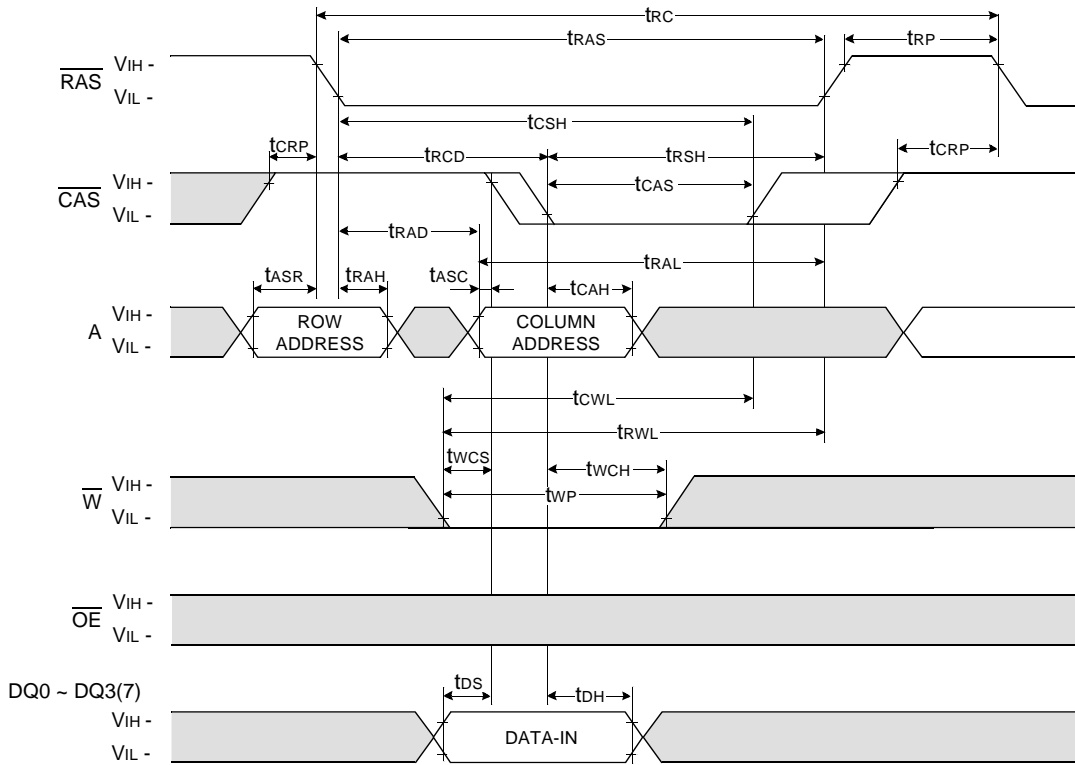 tRC
tRAS
tRP
RAS
VIH -
VIL -
tCSH
tCRP
tRCD
tRSH
tCRP
CAS
VIH -
VIL -
tCAS
tRAD
tRAL
tASR
tRAH
tASC
tCAH
A
VIH -
VIL -
ROW
ADDRESS
COLUMN
ADDRESS
tCWL
tRWL
tWCS
tWCH
W
VIH -
VIL -
tWP
OE
VIH -
VIL -
DQ0 ~ DQ3(7)
tDS
tDH
VIH -
VIL -
DATA-IN